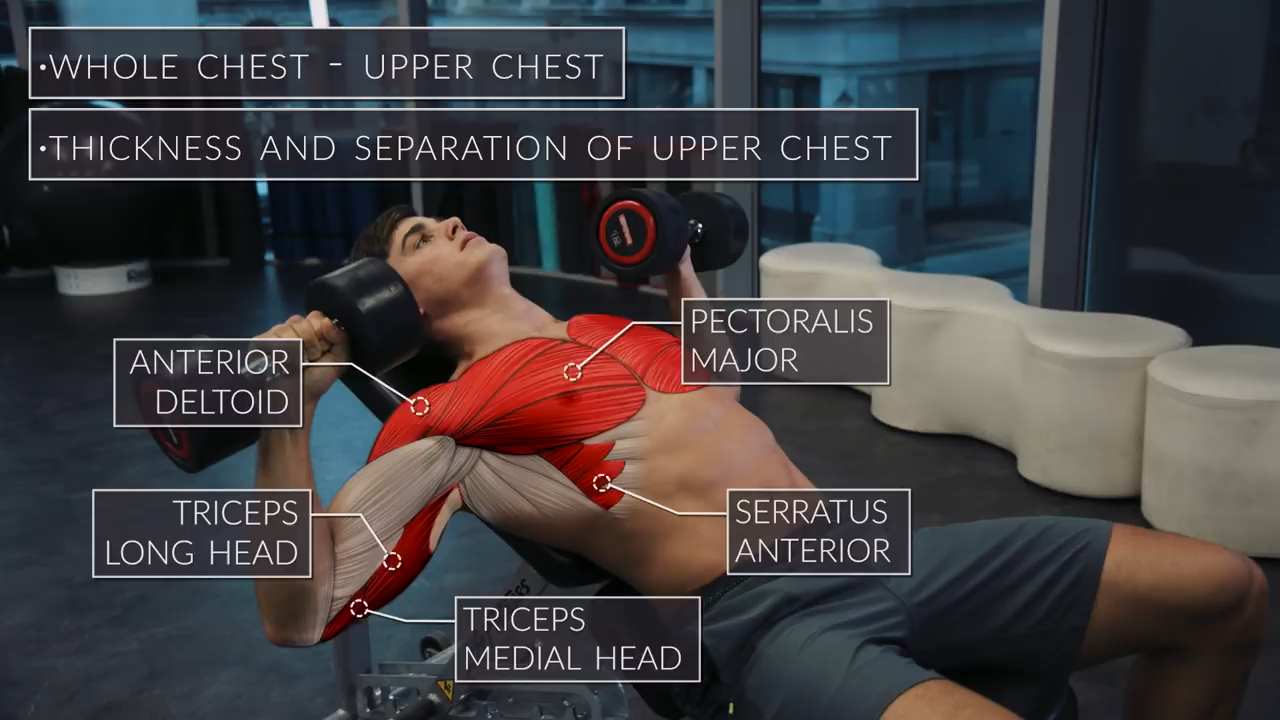 •WHOLE CHEST - UPPER CHEST
•THICKNESS AND SEPARATION OF UPPER CHEST
PECTORALIS
MAJOR
ANTERIOR
DELTOID
TRICEPS
LONG HEAD
SERRATUS
ANTERIOR
TRICEPS
MEDIAL HEAD